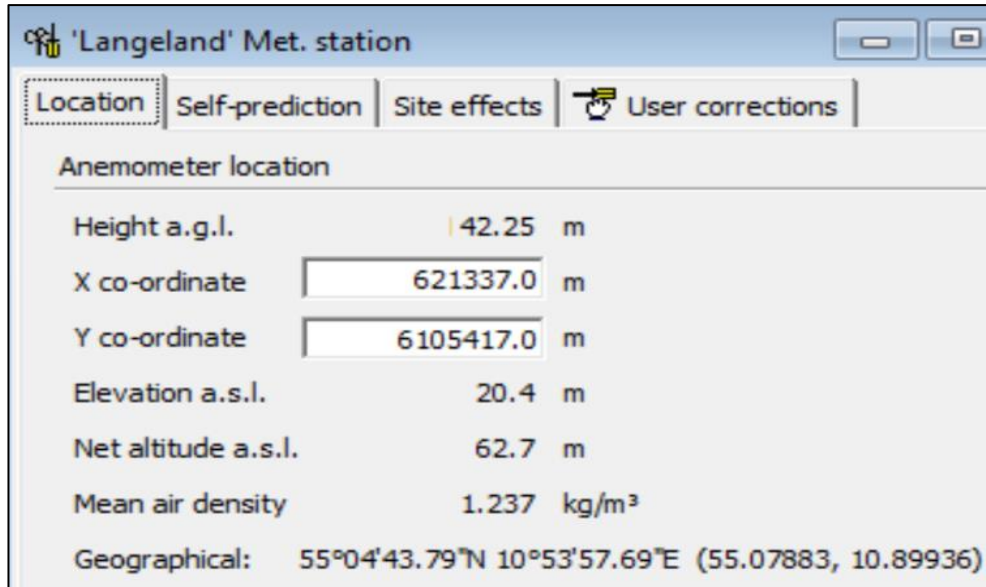 'Langeland' Met. station
Location Self-prediction Site effects User corrections
Anemometer location
Height a.g.l. 42.25 m
X co-ordinate 621337.0 m
Y co-ordinate 6105417.0 m
Elevation a.s.l. 20.4 m
Net altitude a.s.l. 62.7 m
Mean air density 1.237 kg/m³
Geographical: 55°04'43.79"N 10°53'57.69"E (55.07883, 10.89936)